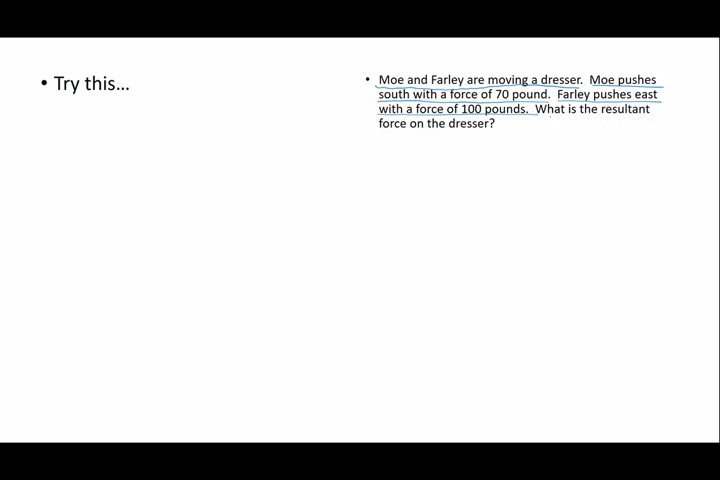 • Try this...
• Moe and Farley are moving a dresser. Moe pushes
south with a force of 70 pound. Farley pushes east
with a force of 100 pounds. What is the resultant
force on the dresser?